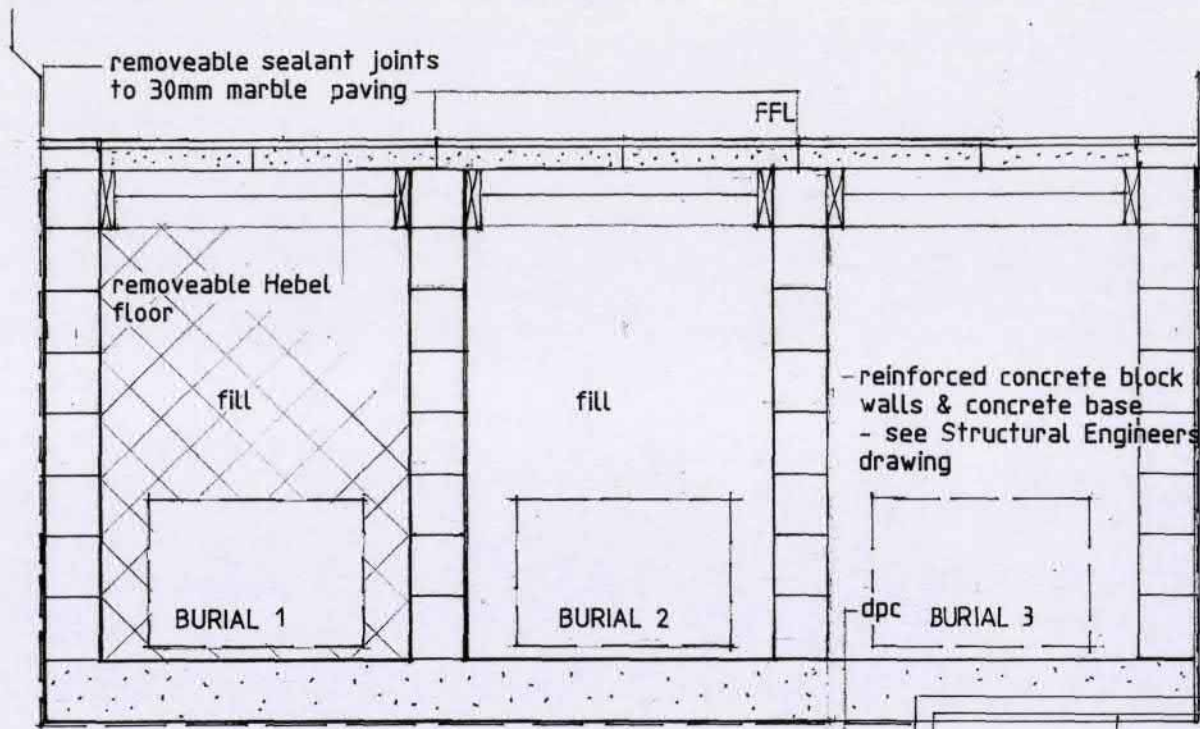 removeable sealant joints
to 30mm marble paving
FFL
removeable Hebel
floor
fill
fill
-reinforced concrete block
walls & concrete base
- see Structural Engineers
drawing
BURIAL 1
BURIAL 2
dpc
BURIAL 3